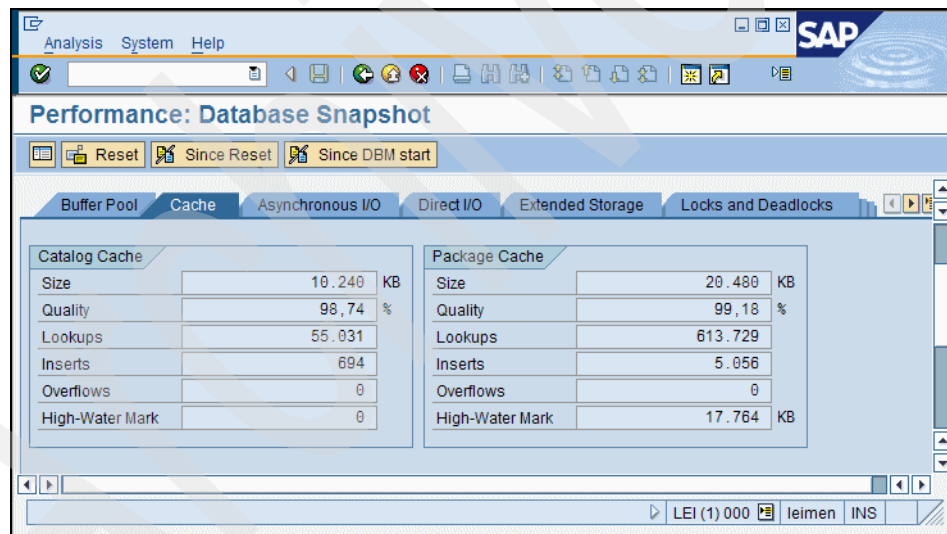 Analysis System Help
SAP
Performance: Database Snapshot
Reset Since Reset Since DBM start
Buffer Pool Cache Asynchronous I/O Direct I/O Extended Storage Locks and Deadlocks
Catalog Cache
Size 10.240 KB
Quality 98,74 %
Lookups 55.031
Inserts 694
Overflows 0
High-Water Mark 0
Package Cache
Size 20.480 KB
Quality 99,18 %
Lookups 613.729
Inserts 5.056
Overflows 0
High-Water Mark 17.764 KB
LEI (1) 000 leimen INS